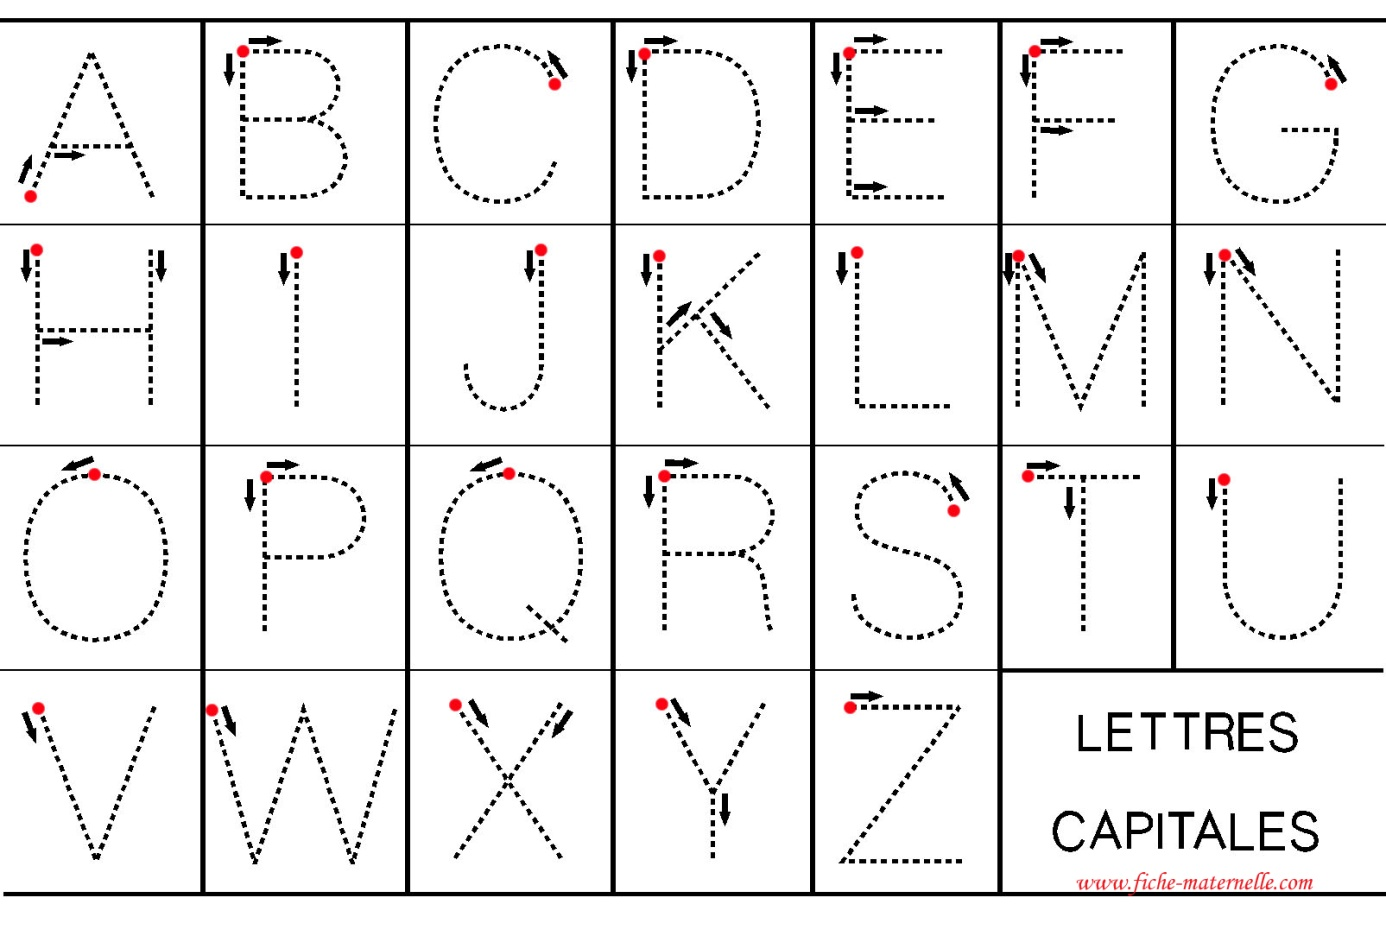 A B C D E F G
H I J K L M N
O P Q R S T U
V W X Y Z
LETTRES
CAPITALES
www.fiche-maternelle.com